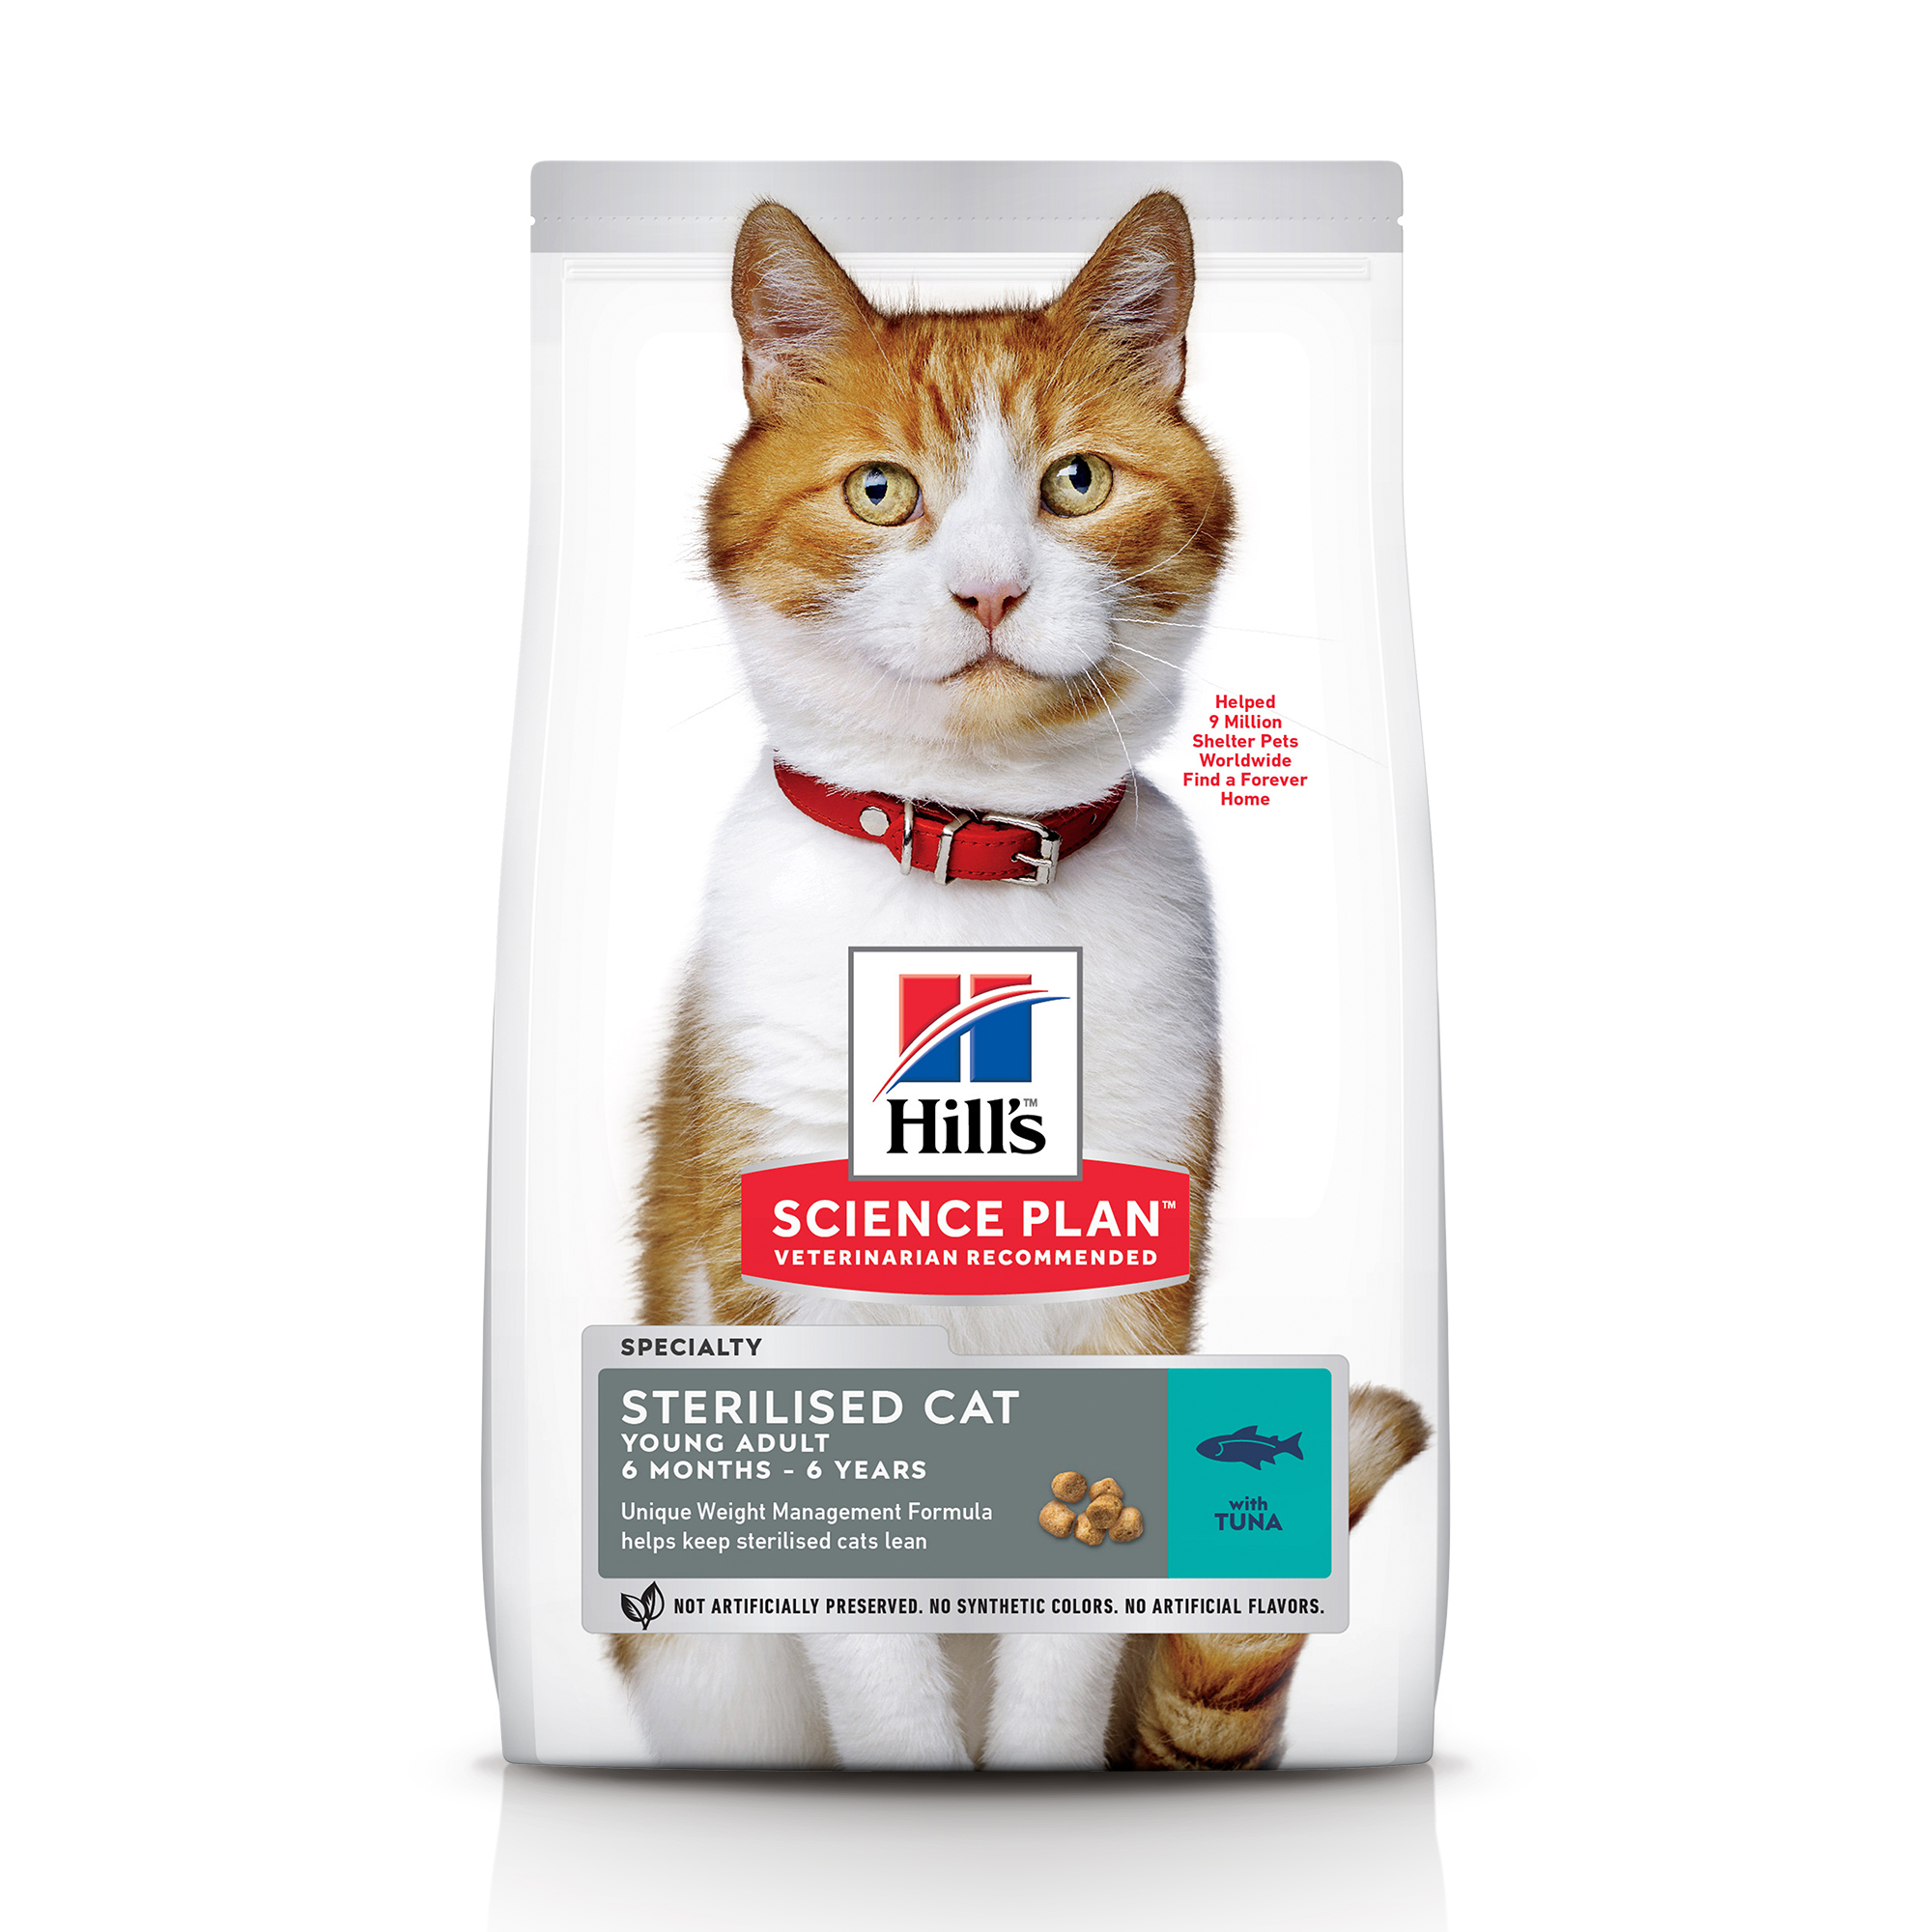 Helped
9 Million
Shelter Pets
Worldwide
Find a Forever
Home
Hill's™
SCIENCE PLAN™
VETERINARIAN RECOMMENDED
SPECIALTY
STERILISED CAT
YOUNG ADULT
6 MONTHS - 6 YEARS
Unique Weight Management Formula
helps keep sterilised cats lean
with
TUNA
NOT ARTIFICIALLY PRESERVED. NO SYNTHETIC COLORS. NO ARTIFICIAL FLAVORS.